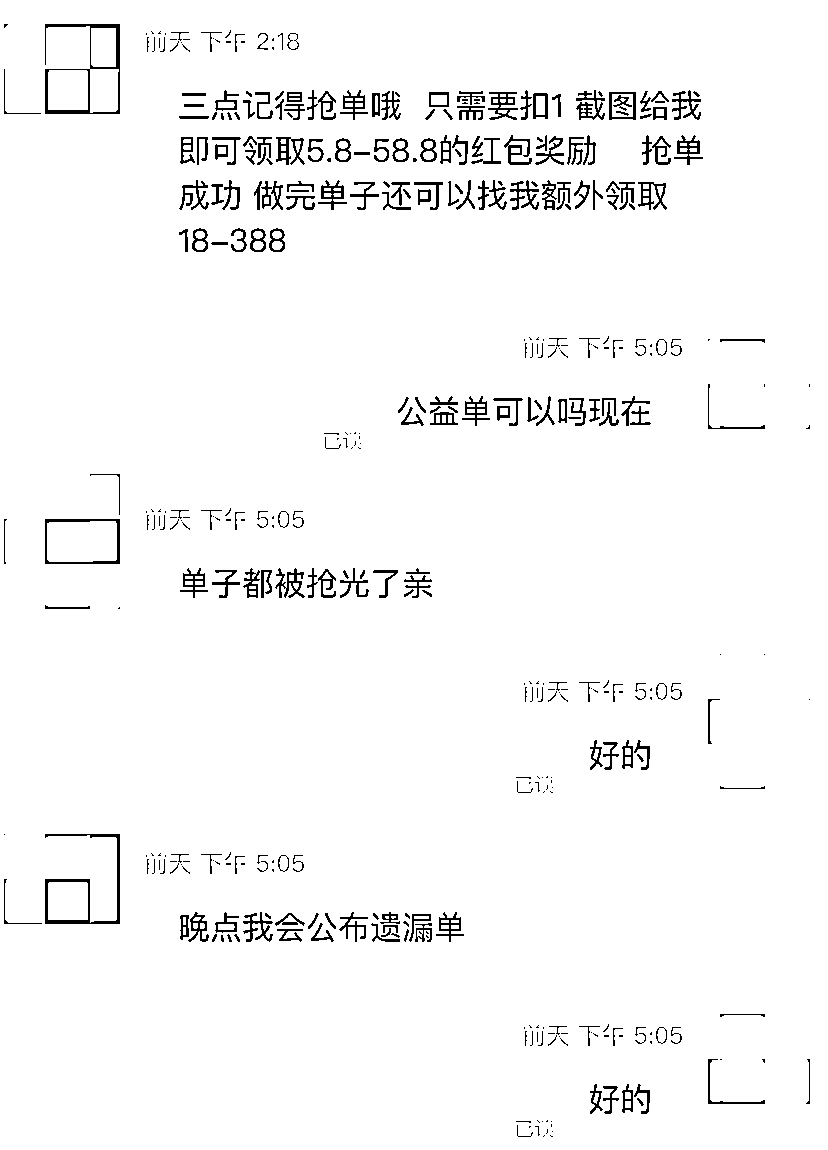 前天 下午 2:18
三点记得抢单哦 只需要扣1 截图给我
即可领取5.8-58.8的红包奖励 抢单
成功 做完单子还可以找我额外领取
18-388
前天 下午 5:05
公益单可以吗现在
已读
前天 下午 5:05
单子都被抢光了亲
前天 下午 5:05
好的
已读
前天 下午 5:05
晚点我会公布遗漏单
前天 下午 5:05
好的
已读